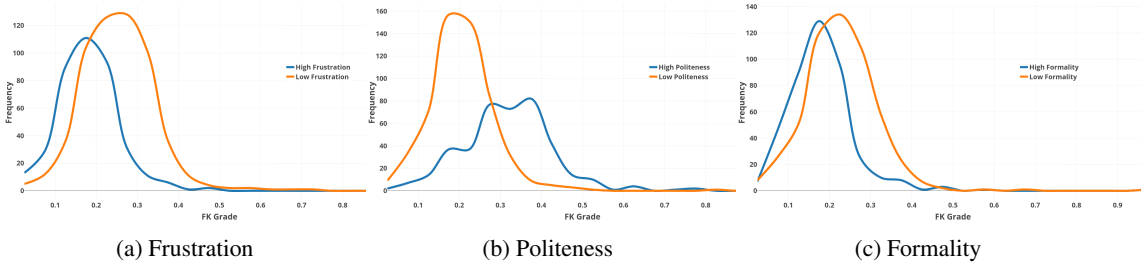 120
100
80
60
40
20
0
Frequency
0.1 0.2 0.3 0.4 0.5 0.6 0.7 0.8
FK Grade
High Frustration
Low Frustration
(a) Frustration
160
140
120
100
80
60
40
20
0
Frequency
0.1 0.2 0.3 0.4 0.5 0.6 0.7 0.8
FK Grade
High Politeness
Low Politeness
(b) Politeness
140
120
100
80
60
40
20
0
Frequency
0.1 0.2 0.3 0.4 0.5 0.6 0.7 0.8 0.9
FK Grade
High Formality
Low Formality
(c) Formality